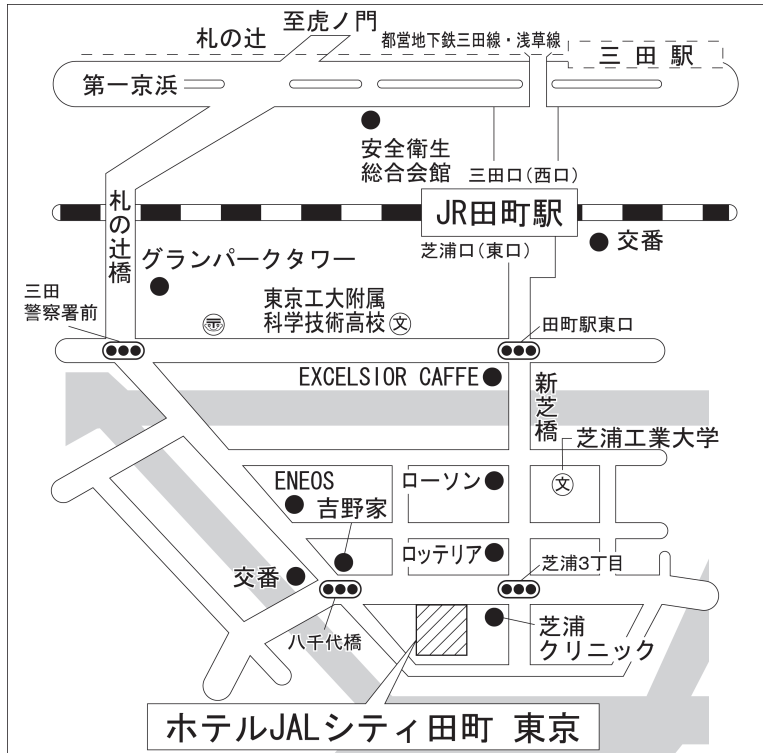 至虎ノ門
札の辻
都営地下鉄三田線・浅草線
三田駅
第一京浜
安全衛生
総合会館
三田口(西口)
札の辻橋
JR田町駅
芝浦口(東口)
交番
グランパークタワー
三田
警察署前
東京工大附属
科学技術高校
文
田町駅東口
EXCELSIOR CAFFE
新芝橋
芝浦工業大学
文
ENEOS
ローソン
吉野家
ロッテリア
芝浦3丁目
交番
八千代橋
芝浦
クリニック
ホテルJALシティ田町 東京